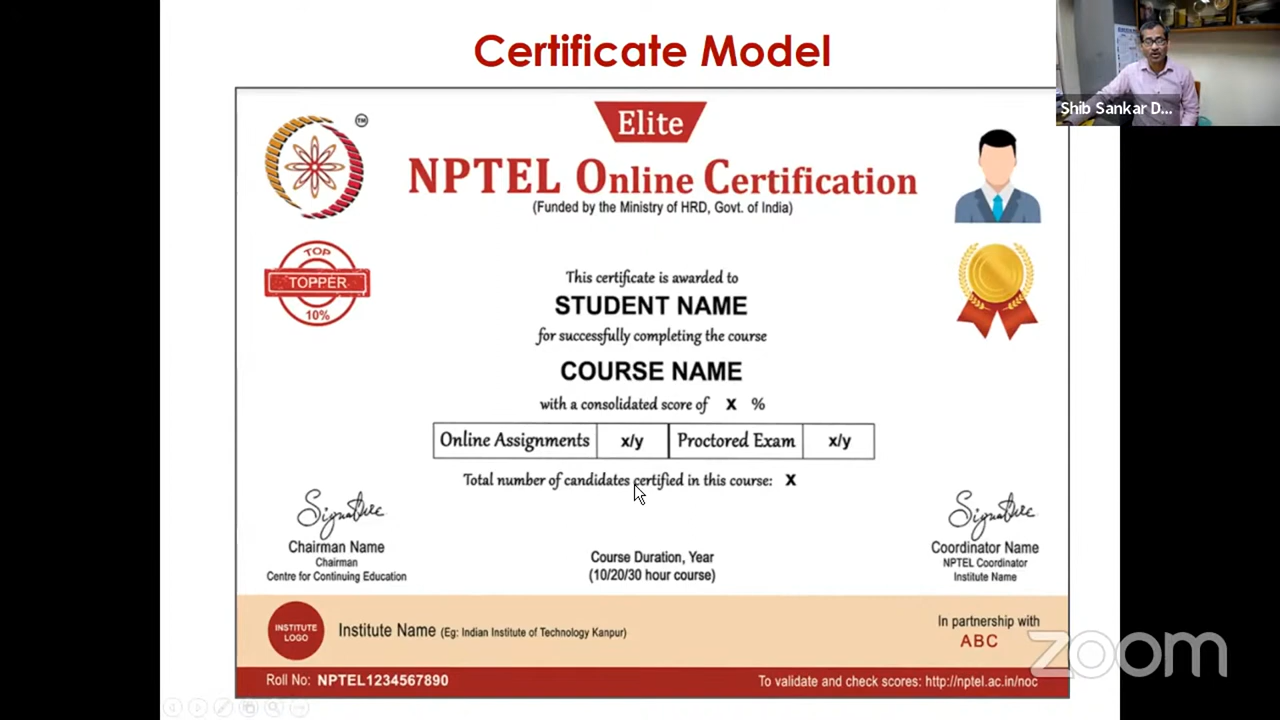 Certificate Model
Shib Sankar D...
Elite
TM
NPTEL Online Certification
(Funded by the Ministry of HRD, Govt. of India)
TOP
TOPPER
10%
This certificate is awarded to
STUDENT NAME
for successfully completing the course
COURSE NAME
with a consolidated score of X %
Online Assignments x/y Proctored Exam x/y
Total number of candidates certified in this course: X
Signature
Chairman Name
Chairman
Centre for Continuing Education
Course Duration, Year
(10/20/30 hour course)
Signature
Coordinator Name
NPTEL Coordinator
Institute Name
INSTITUTE
LOGO
Institute Name (Eg: Indian Institute of Technology Kanpur)
In partnership with
ABC
zoom
Roll No: NPTEL1234567890
To validate and check scores: http://nptel.ac.in/noc